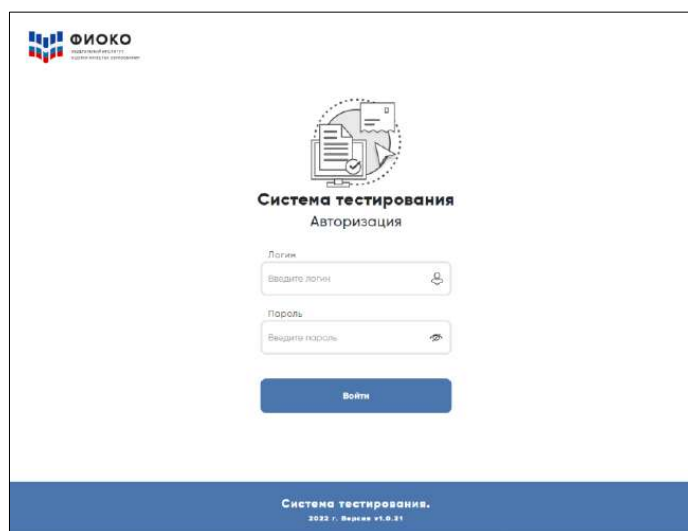 ФИОКО
Система тестирования
Авторизация
Логин
Введите логин
Пароль
Введите пароль
Войти
Система тестирования.
2022 г. Версия v1.0.21